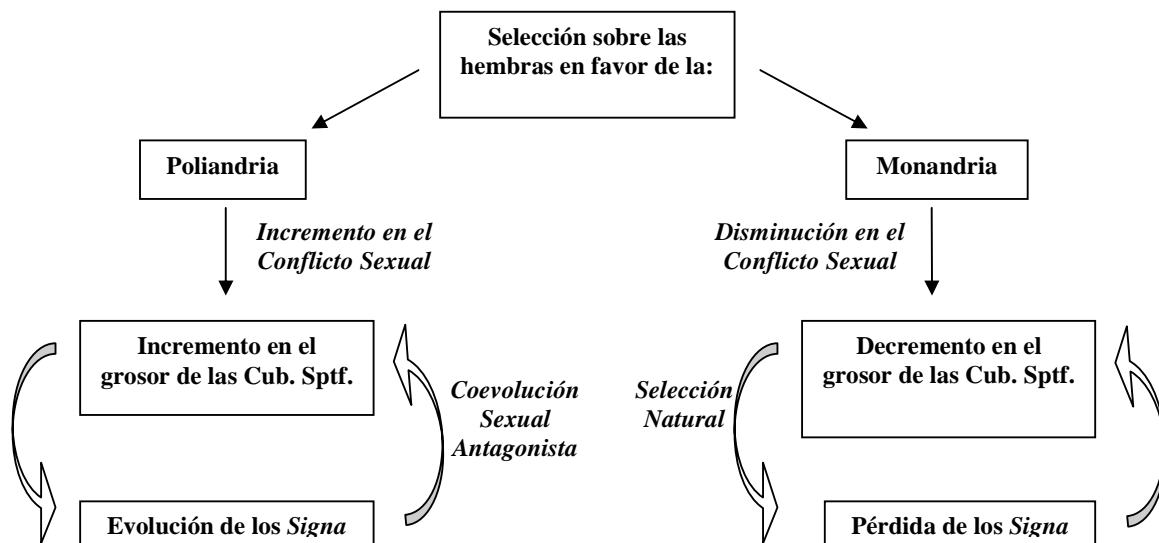 Selección sobre las
hembras en favor de la:
Poliandria
Monandria
Incremento en el
Conflicto Sexual
Disminución en el
Conflicto Sexual
Incremento en el
grosor de las Cub. Sptf.
Decremento en el
grosor de las Cub. Sptf.
Coevolución
Sexual
Antagonista
Selección
Natural
Evolución de los Signa
Pérdida de los Signa